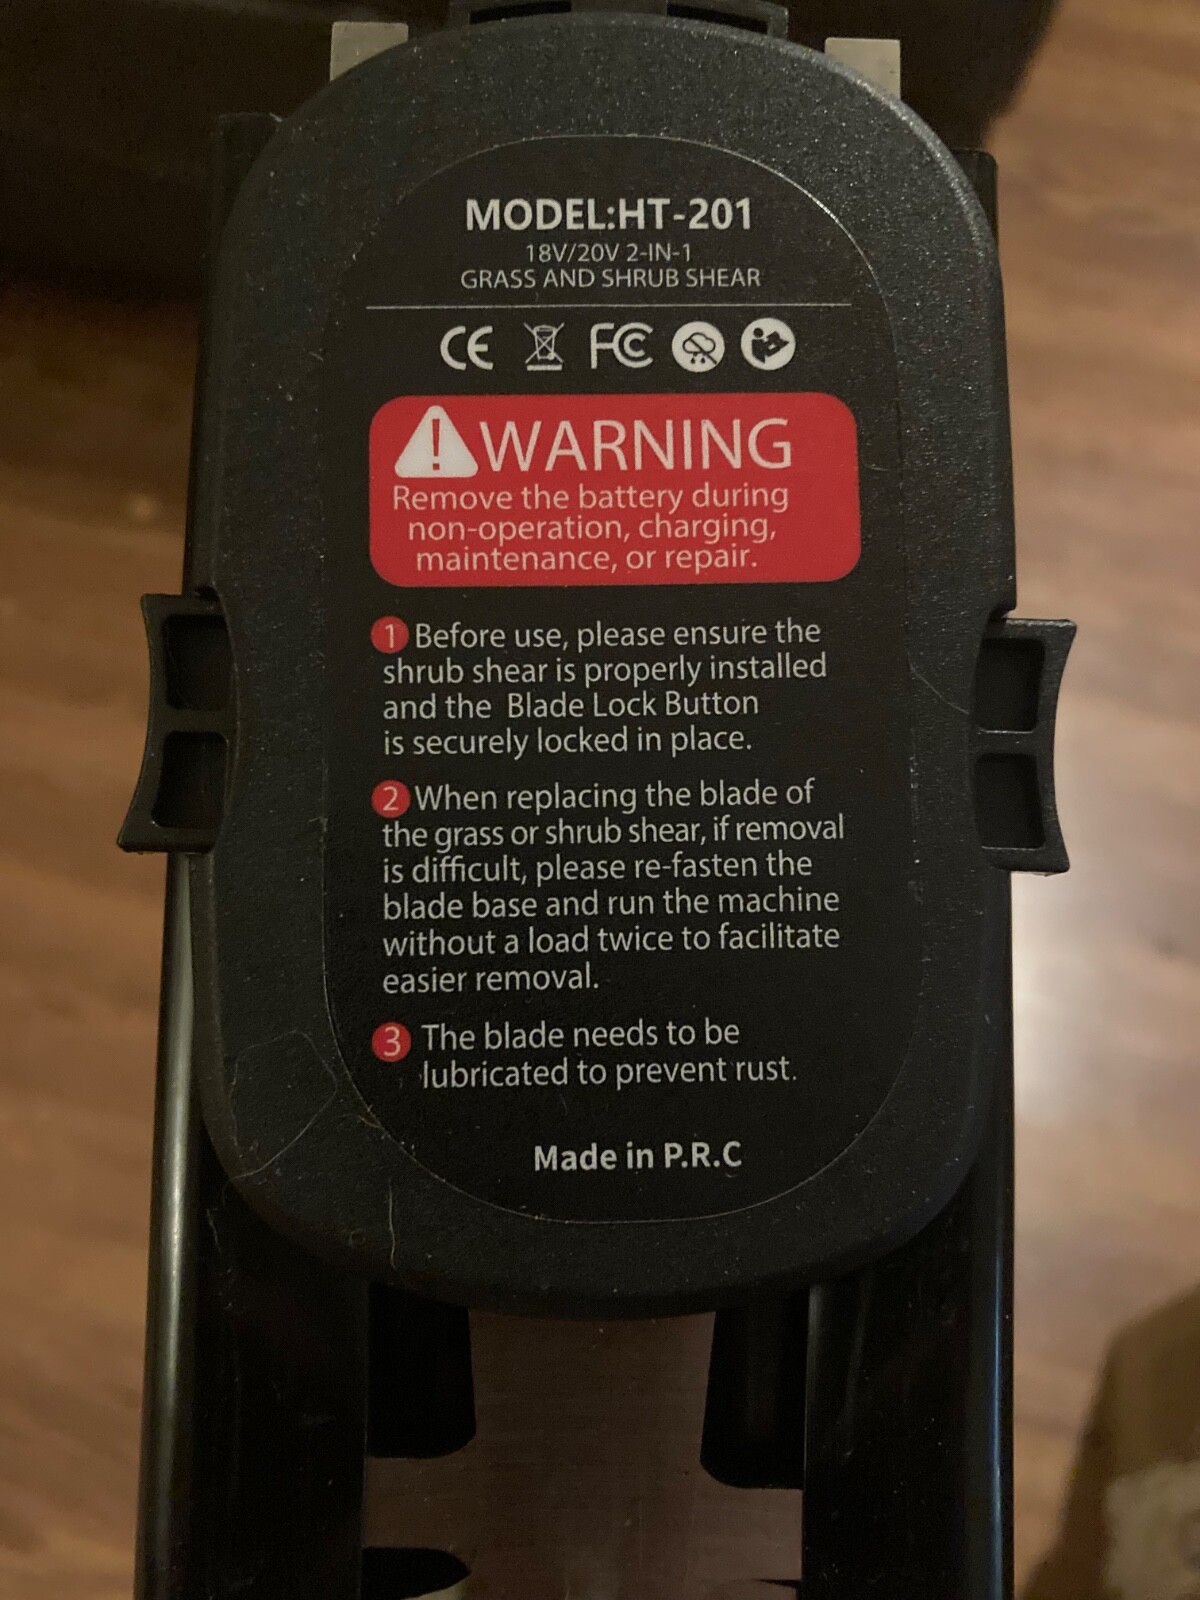 MODEL:HT-201
18V/20V 2-IN-1
GRASS AND SHRUB SHEAR
CE FC
WARNING
Remove the battery during
non-operation, charging,
maintenance, or repair.
1 Before use, please ensure the
shrub shear is properly installed
and the Blade Lock Button
is securely locked in place.
2 When replacing the blade of
the grass or shrub shear, if removal
is difficult, please re-fasten the
blade base and run the machine
without a load twice to facilitate
easier removal.
3 The blade needs to be
lubricated to prevent rust.
Made in P.R.C